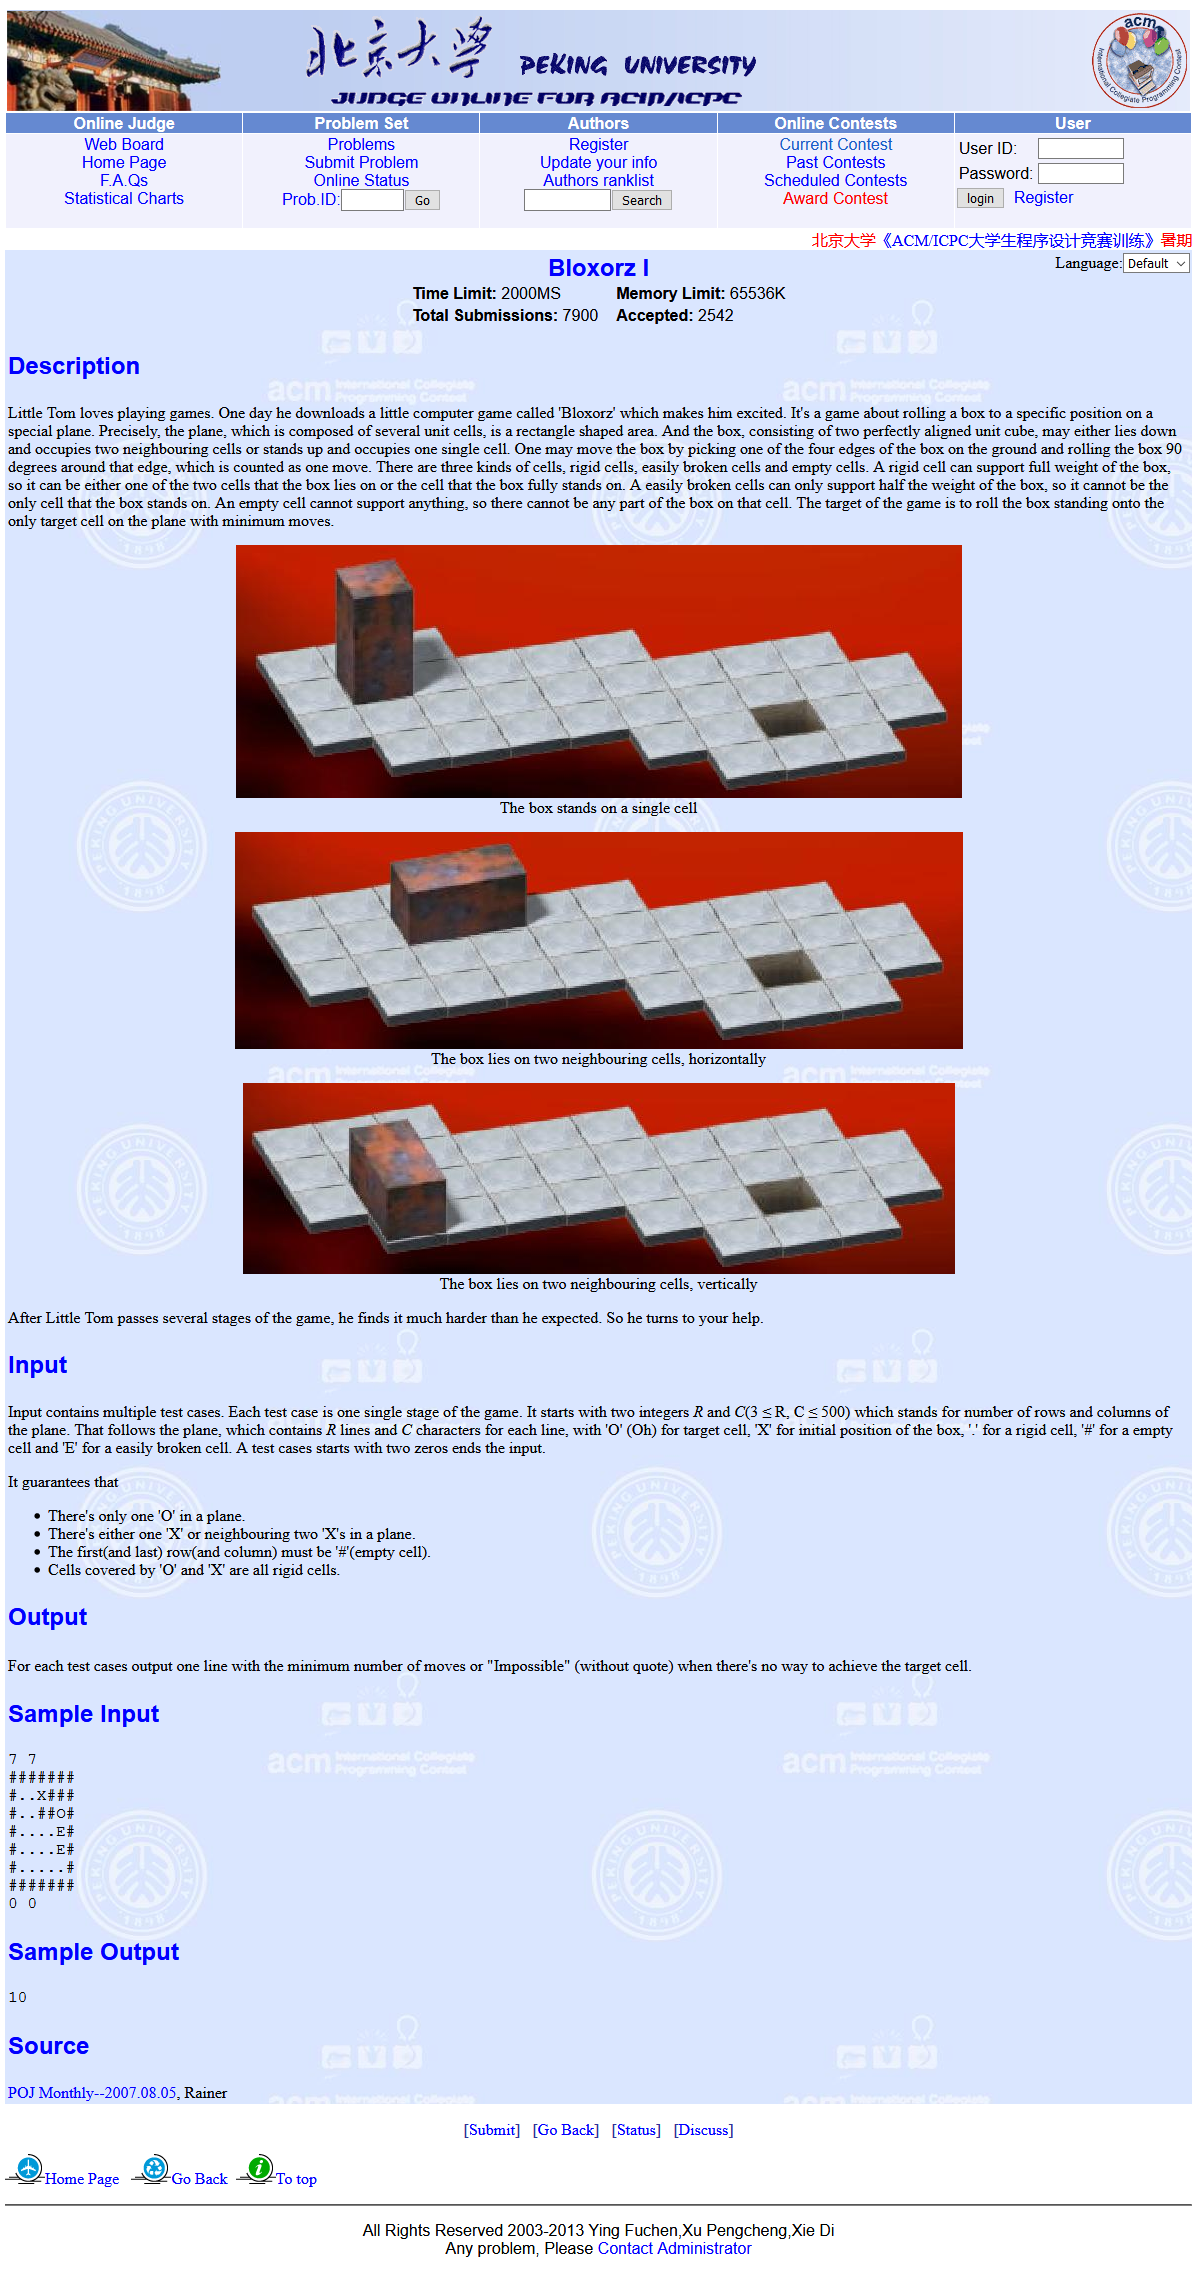 北京大學 PEKING UNIVERSITY
JUDGE ONLINE FOR ACM/ICPC
acm
International Collegiate Programming Contest
Online Judge Problem Set Authors Online Contests User
Web Board Problems Register Current Contest User ID:
Home Page Submit Problem Update your info Past Contests Password:
F.A.Qs Online Status Authors ranklist Scheduled Contests
Statistical Charts Prob.ID: Go Search Award Contest login Register
北京大学《ACM/ICPC大学生程序设计竞赛训练》暑期
Language: Default
Bloxorz I
Time Limit: 2000MS Memory Limit: 65536K
Total Submissions: 7900 Accepted: 2542
Description
Little Tom loves playing games. One day he downloads a little computer game called 'Bloxorz' which makes him excited. It's a game about rolling a box to a specific position on a
special plane. Precisely, the plane, which is composed of several unit cells, is a rectangle shaped area. And the box, consisting of two perfectly aligned unit cube, may either lies down
and occupies two neighbouring cells or stands up and occupies one single cell. One may move the box by picking one of the four edges of the box on the ground and rolling the box 90
degrees around that edge, which is counted as one move. There are three kinds of cells, rigid cells, easily broken cells and empty cells. A rigid cell can support full weight of the box,
so it can be either one of the two cells that the box lies on or the cell that the box fully stands on. A easily broken cells can only support half the weight of the box, so it cannot be the
only cell that the box stands on. An empty cell cannot support anything, so there cannot be any part of the box on that cell. The target of the game is to roll the box standing onto the
only target cell on the plane with minimum moves.
The box stands on a single cell
The box lies on two neighbouring cells, horizontally
The box lies on two neighbouring cells, vertically
After Little Tom passes several stages of the game, he finds it much harder than he expected. So he turns to your help.
Input
Input contains multiple test cases. Each test case is one single stage of the game. It starts with two integers R and C(3 ≤ R, C ≤ 500) which stands for number of rows and columns of
the plane. That follows the plane, which contains R lines and C characters for each line, with 'O' (Oh) for target cell, 'X' for initial position of the box, '.' for a rigid cell, '#' for a empty
cell and 'E' for a easily broken cell. A test cases starts with two zeros ends the input.
It guarantees that
• There's only one 'O' in a plane.
• There's either one 'X' or neighbouring two 'X's in a plane.
• The first(and last) row(and column) must be '#'(empty cell).
• Cells covered by 'O' and 'X' are all rigid cells.
Output
For each test cases output one line with the minimum number of moves or "Impossible" (without quote) when there's no way to achieve the target cell.
Sample Input
7 7
#######
#..X###
#..##O#
#....E#
#....E#
#.....#
#######
0 0
Sample Output
10
Source
POJ Monthly--2007.08.05, Rainer
[Submit] [Go Back] [Status] [Discuss]
Home Page Go Back To top
All Rights Reserved 2003-2013 Ying Fuchen,Xu Pengcheng,Xie Di
Any problem, Please Contact Administrator